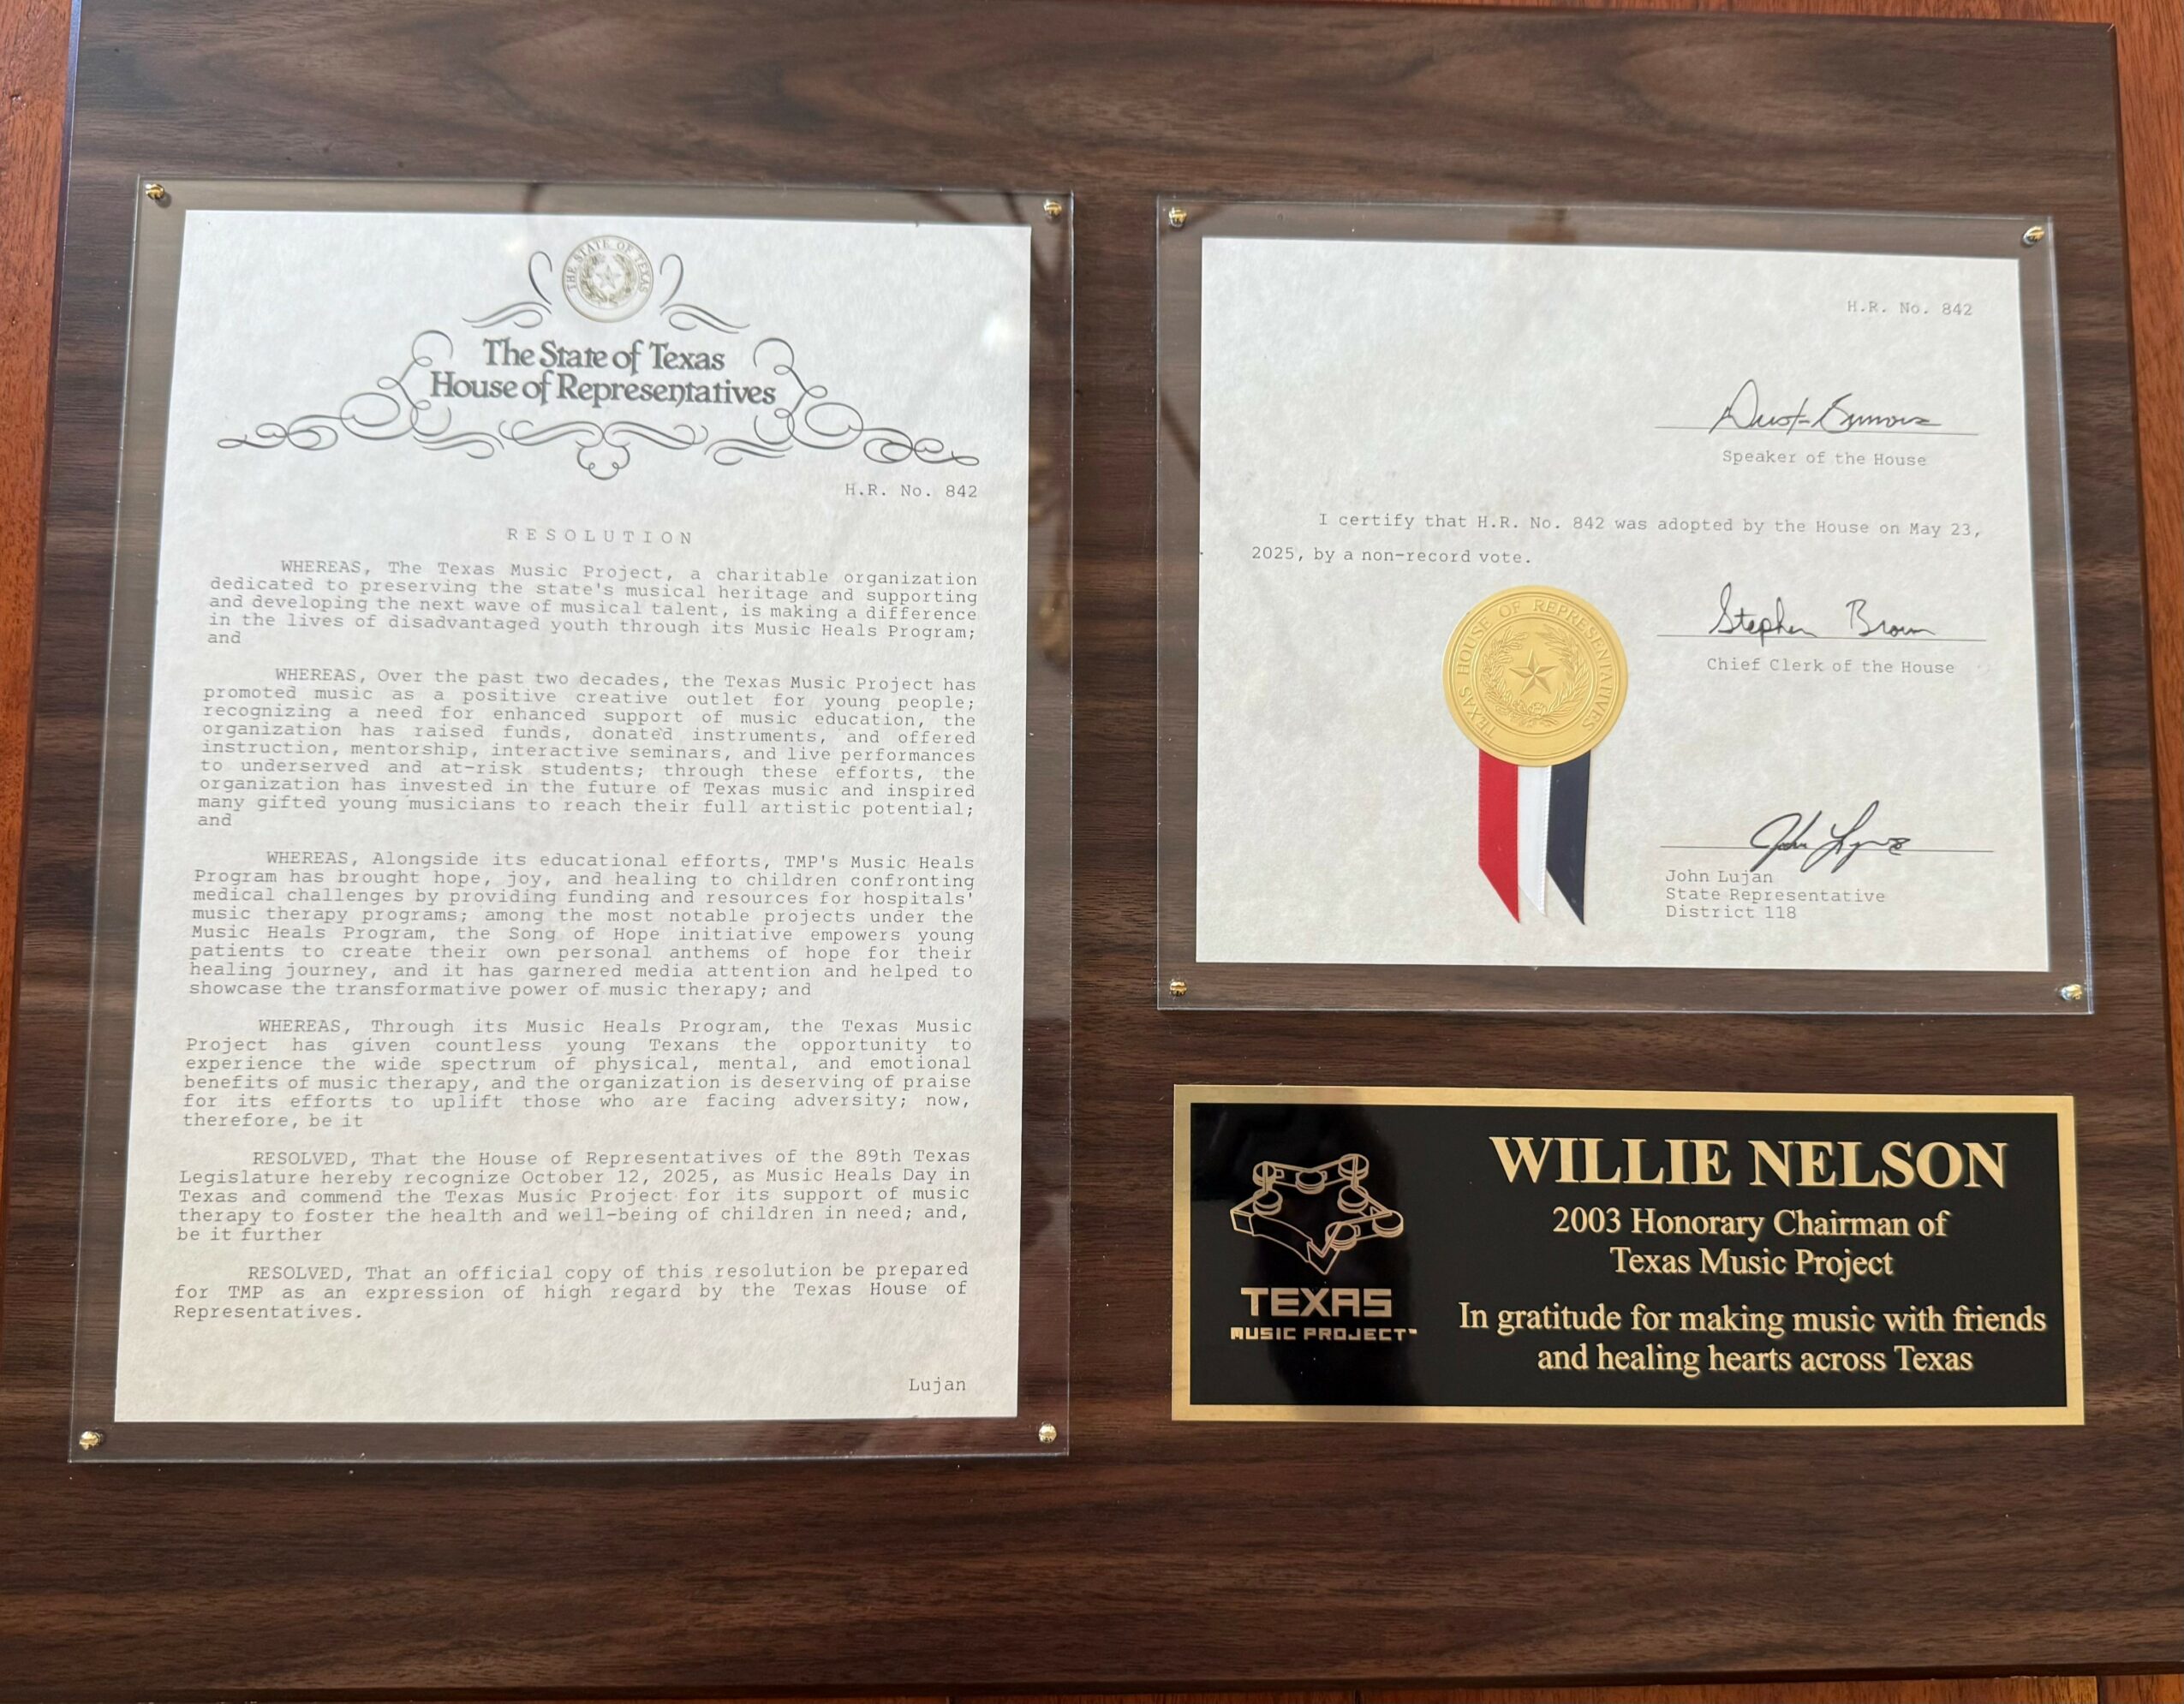 THE STATE OF TEXAS
The State of Texas
House of Representatives
H.R. No. 842
RESOLUTION
WHEREAS, The Texas Music Project, a charitable organization
dedicated to preserving the state's musical heritage and supporting
and developing the next wave of musical talent, is making a difference
in the lives of disadvantaged youth through its Music Heals Program;
and
WHEREAS, Over the past two decades, the Texas Music Project has
promoted music as a positive creative outlet for young people;
recognizing a need for enhanced support of music education, the
organization has raised funds, donated instruments, and offered
instruction, mentorship, interactive seminars, and live performances
to underserved and at-risk students; through these efforts, the
organization has invested in the future of Texas music and inspired
many gifted young musicians to reach their full artistic potential;
and
WHEREAS, Alongside its educational efforts, TMP's Music Heals
Program has brought hope, joy, and healing to children confronting
medical challenges by providing funding and resources for hospitals'
music therapy programs; among the most notable projects under the
Music Heals Program, the Song of Hope initiative empowers young
patients to create their own personal anthems of hope for their
healing journey, and it has garnered media attention and helped to
showcase the transformative power of music therapy; and
WHEREAS, Through its Music Heals Program, the Texas Music
Project has given countless young Texans the opportunity to
experience the wide spectrum of physical, mental, and emotional
benefits of music therapy, and the organization is deserving of praise
for its efforts to uplift those who are facing adversity; now,
therefore, be it
RESOLVED, That the House of Representatives of the 89th Texas
Legislature hereby recognize October 12, 2025, as Music Heals Day in
Texas and commend the Texas Music Project for its support of music
therapy to foster the health and well-being of children in need; and,
be it further
RESOLVED, That an official copy of this resolution be prepared
for TMP as an expression of high regard by the Texas House of
Representatives.
Lujan
H.R. No. 842
Speaker of the House
I certify that H.R. No. 842 was adopted by the House on May 23,
2025, by a non-record vote.
TEXAS HOUSE OF REPRESENTATIVES
Stephen Brown
Chief Clerk of the House
John Lujan
State Representative
District 118
TEXAS
MUSIC PROJECT™
WILLIE NELSON
2003 Honorary Chairman of
Texas Music Project
In gratitude for making music with friends
and healing hearts across Texas